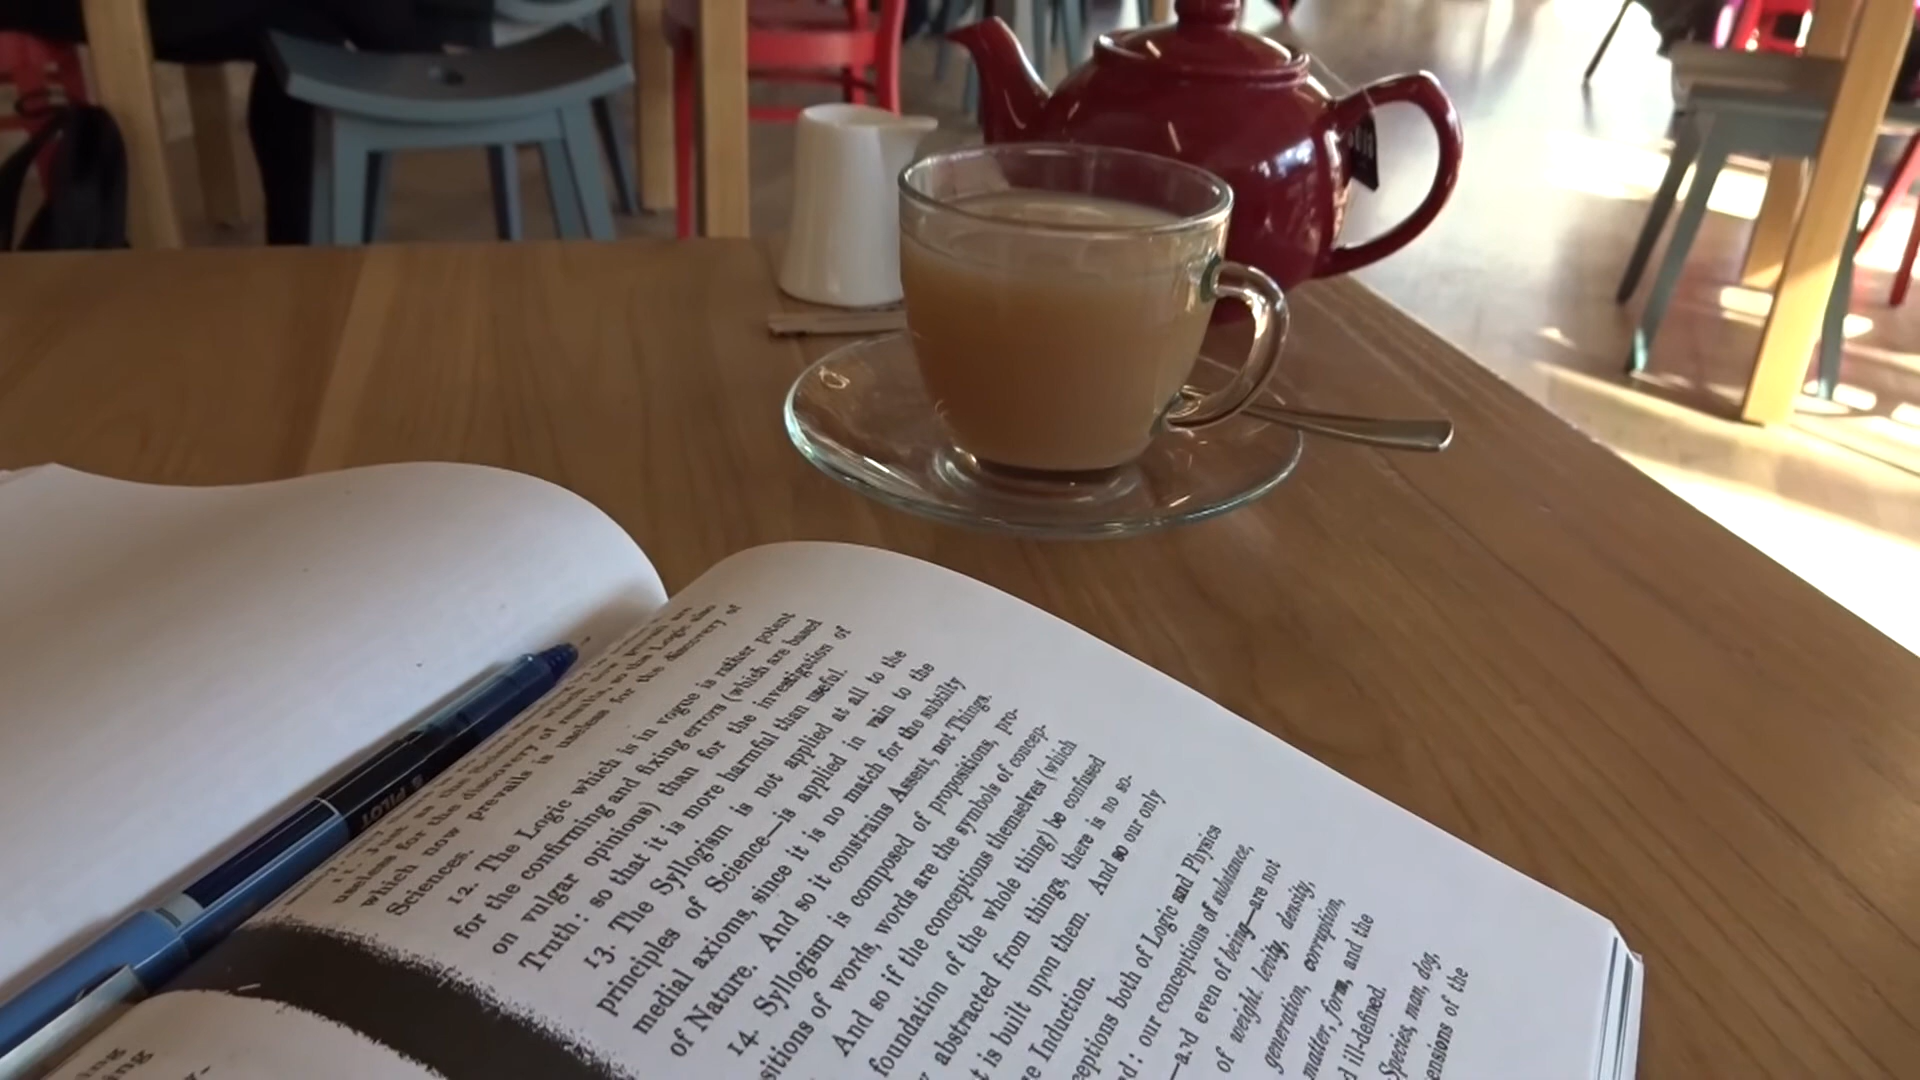 useless for the discovery of
which now prevails is useless for the discovery of
Sciences.
12. The Logic which is in vogue is rather potent
for the confirming and fixing errors (which are based
on vulgar opinions) than for the investigation of
Truth: so that it is more harmful than useful.
13. The Syllogism is not applied at all to the
principles of Science—is applied in vain to the
medial axioms, since it is no match for the subtilty
of Nature. And so it constrains Assent, not Things.
14. Syllogism is composed of propositions, pro-
sitions of words, words are the symbols of concep-
And so if the conceptions themselves (which
foundation of the whole thing) be confused
abstracted from things, there is no so-
t is built upon them. And so our only
e Induction.
eptions both of Logic and Physics
d: our conceptions of substance,
—and even of being—are not
of weight, levity, density,
generation, corruption,
matter, form, and the
d ill-defined.
Species, man, dog,
ensions of the
PILOT